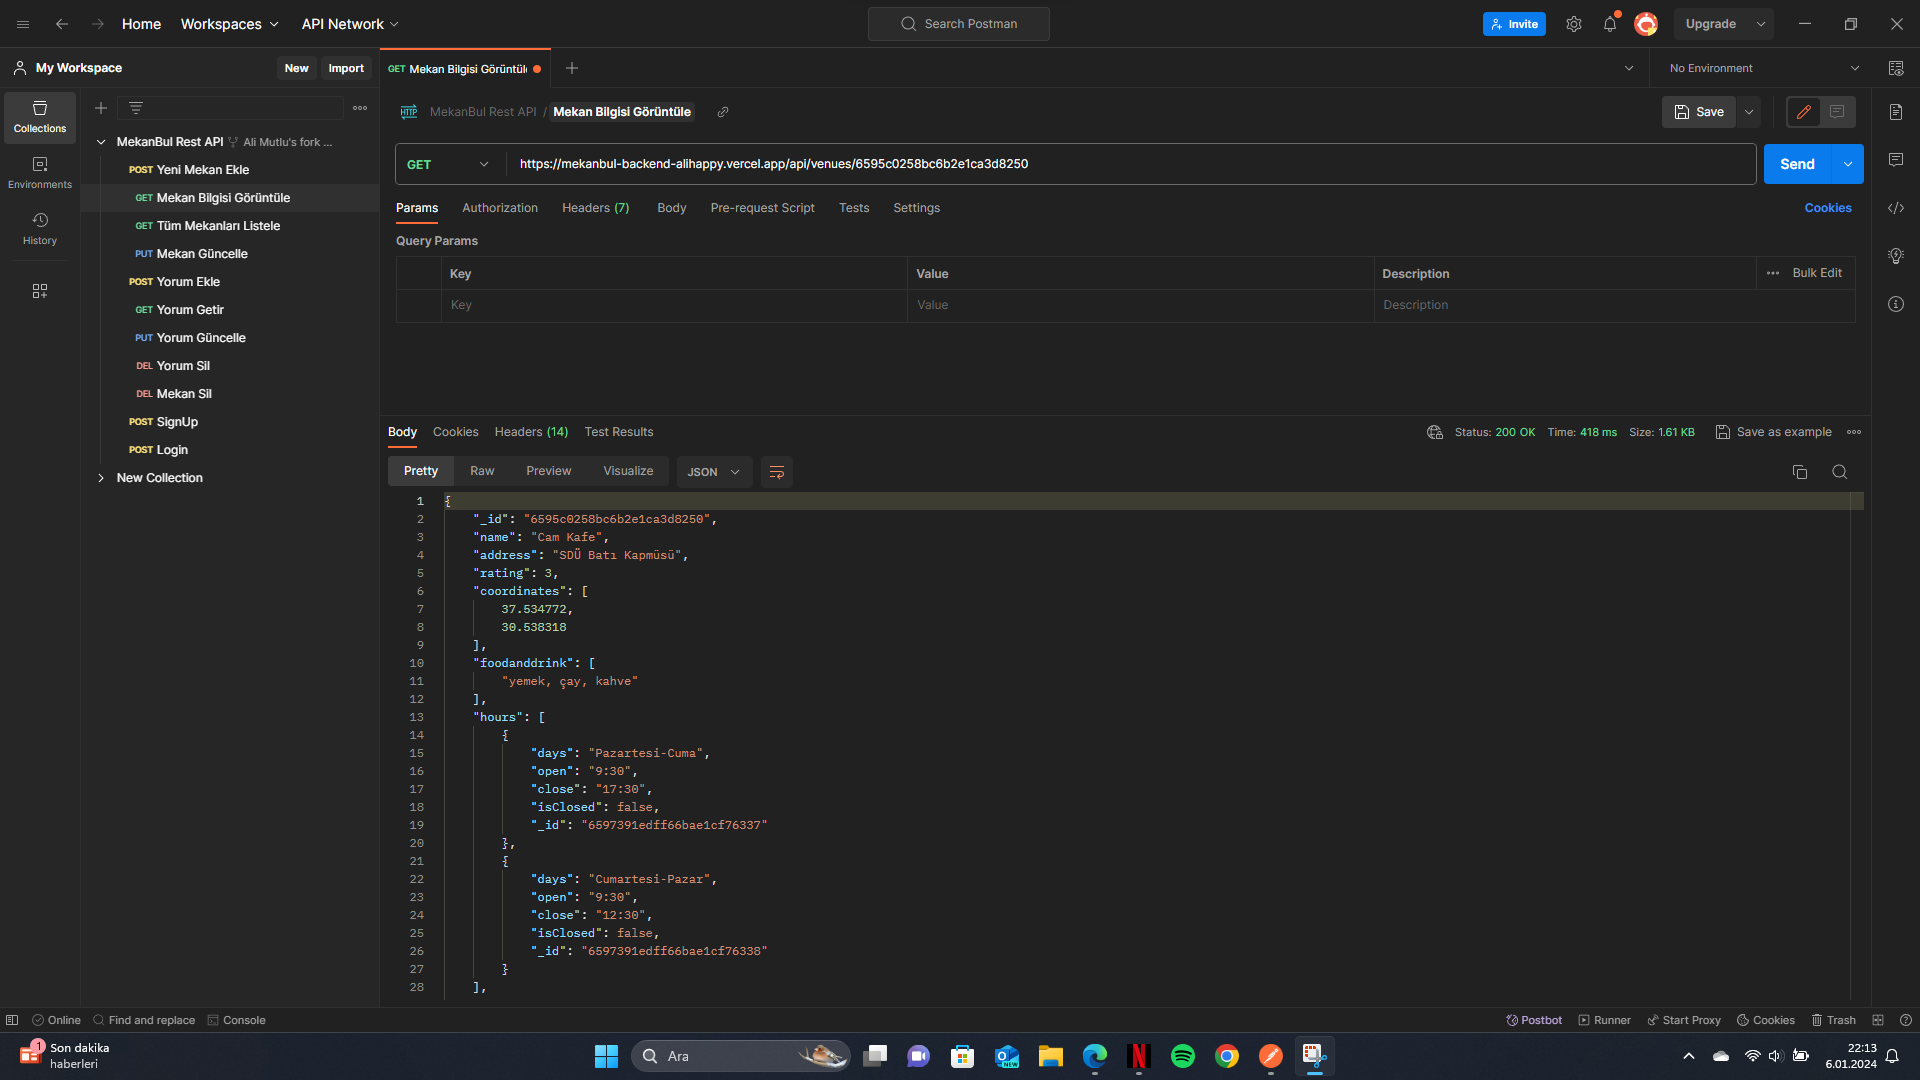 Home Workspaces API Network Search Postman Invite Upgrade
My Workspace New Import GET Mekan Bilgisi Görüntül No Environment
Collections
Environments
History
MekanBul Rest API Ali Mutlu's fork ...
POST Yeni Mekan Ekle
GET Mekan Bilgisi Görüntüle
GET Tüm Mekanları Listele
PUT Mekan Güncelle
POST Yorum Ekle
GET Yorum Getir
PUT Yorum Güncelle
DEL Yorum Sil
DEL Mekan Sil
POST SignUp
POST Login
New Collection
HTTP MekanBul Rest API / Mekan Bilgisi Görüntüle Save
GET https://mekanbul-backend-alihappy.vercel.app/api/venues/6595c0258bc6b2e1ca3d8250 Send
Params Authorization Headers (7) Body Pre-request Script Tests Settings Cookies
Query Params
Key Value Description Bulk Edit
Key Value Description
Body Cookies Headers (14) Test Results Status: 200 OK Time: 418 ms Size: 1.61 KB Save as example
Pretty Raw Preview Visualize JSON
1 {
2 "_id": "6595c0258bc6b2e1ca3d8250",
3 "name": "Cam Kafe",
4 "address": "SDÜ Batı Kapmüsü",
5 "rating": 3,
6 "coordinates": [
7 37.534772,
8 30.538318
9 ],
10 "foodanddrink": [
11 "yemek, çay, kahve"
12 ],
13 "hours": [
14 {
15 "days": "Pazartesi-Cuma",
16 "open": "9:30",
17 "close": "17:30",
18 "isClosed": false,
19 "_id": "6597391edff66bae1cf76337"
20 },
21 {
22 "days": "Cumartesi-Pazar",
23 "open": "9:30",
24 "close": "12:30",
25 "isClosed": false,
26 "_id": "6597391edff66bae1cf76338"
27 }
28 ],
Online Find and replace Console Postbot Runner Start Proxy Cookies Trash
1 Son dakika
haberleri
Ara
NEW
22:13
6.01.2024